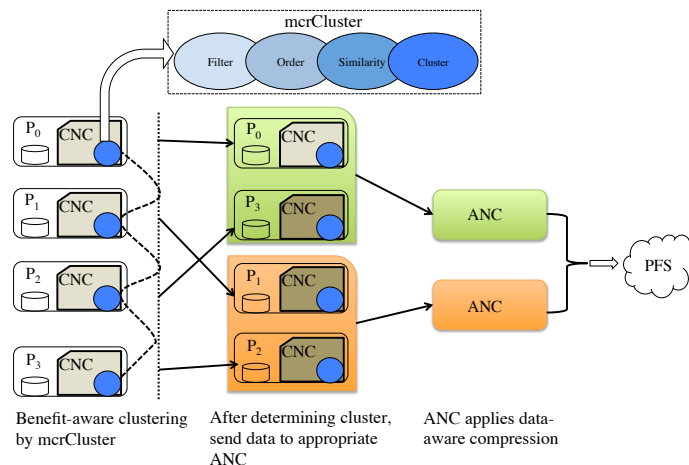 mcrCluster
Filter Order Similarity Cluster
P0 CNC
P1 CNC
P2 CNC
P3 CNC
P0 CNC
P3 CNC
P1 CNC
P2 CNC
ANC
ANC
PFS
Benefit-aware clustering
by mcrCluster
After determining cluster,
send data to appropriate
ANC
ANC applies data-
aware compression